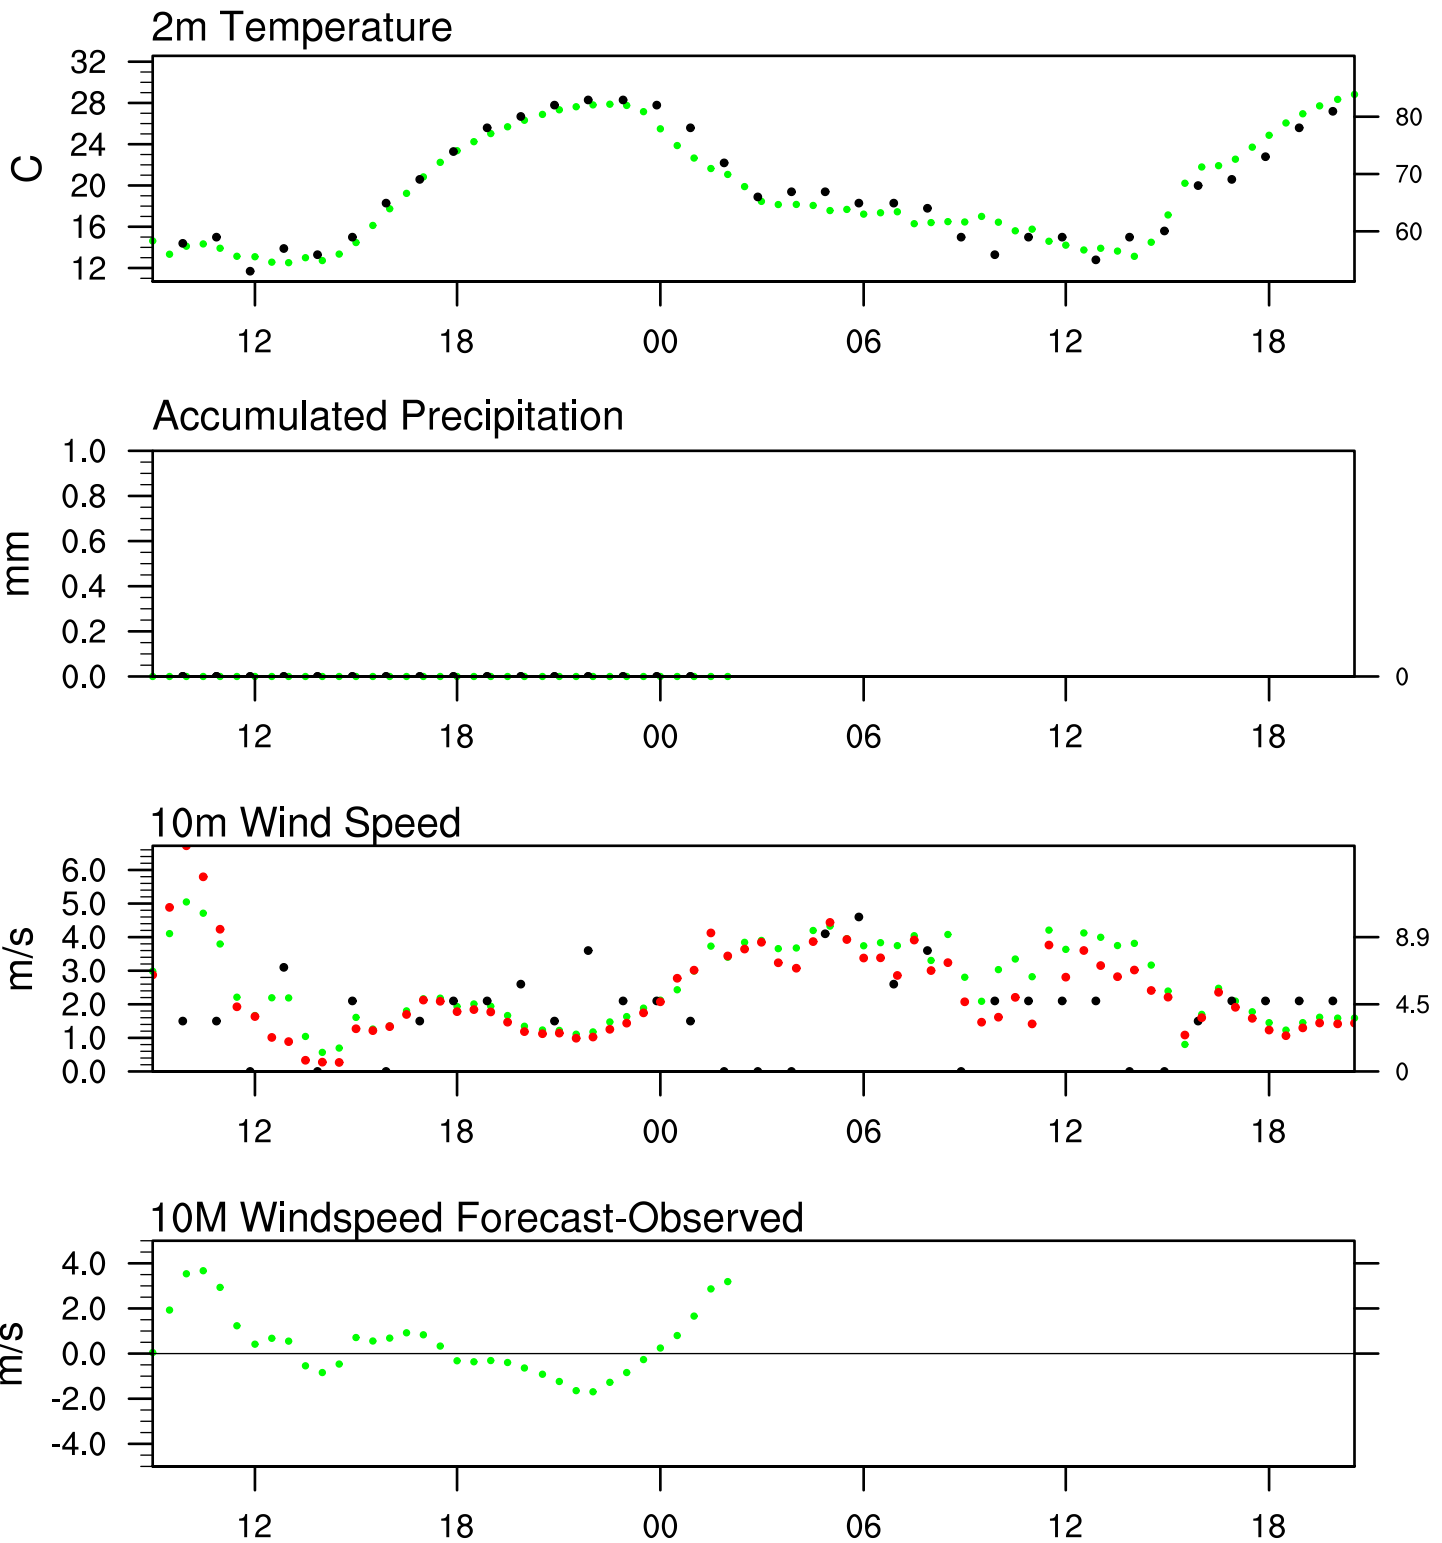 2m Temperature
32
28
24
20
16
12
C
80
70
60
12 18 00 06 12 18
Accumulated Precipitation
1.0
0.8
0.6
0.4
0.2
0.0
mm
0
12 18 00 06 12 18
10m Wind Speed
6.0
5.0
4.0
3.0
2.0
1.0
0.0
m/s
8.9
4.5
0
12 18 00 06 12 18
10M Windspeed Forecast-Observed
4.0
2.0
0.0
-2.0
-4.0
m/s
12 18 00 06 12 18